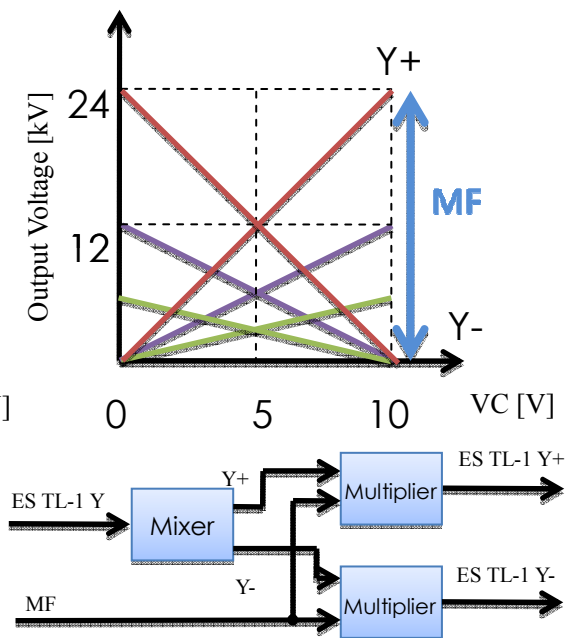 Y+
24
Output Voltage [kV]
MF
12
Y-
]
0
5
10
VC [V]
Y+
ES TL-1 Y+
ES TL-1 Y
Multiplier
Mixer
ES TL-1 Y-
Y-
MF
Multiplier